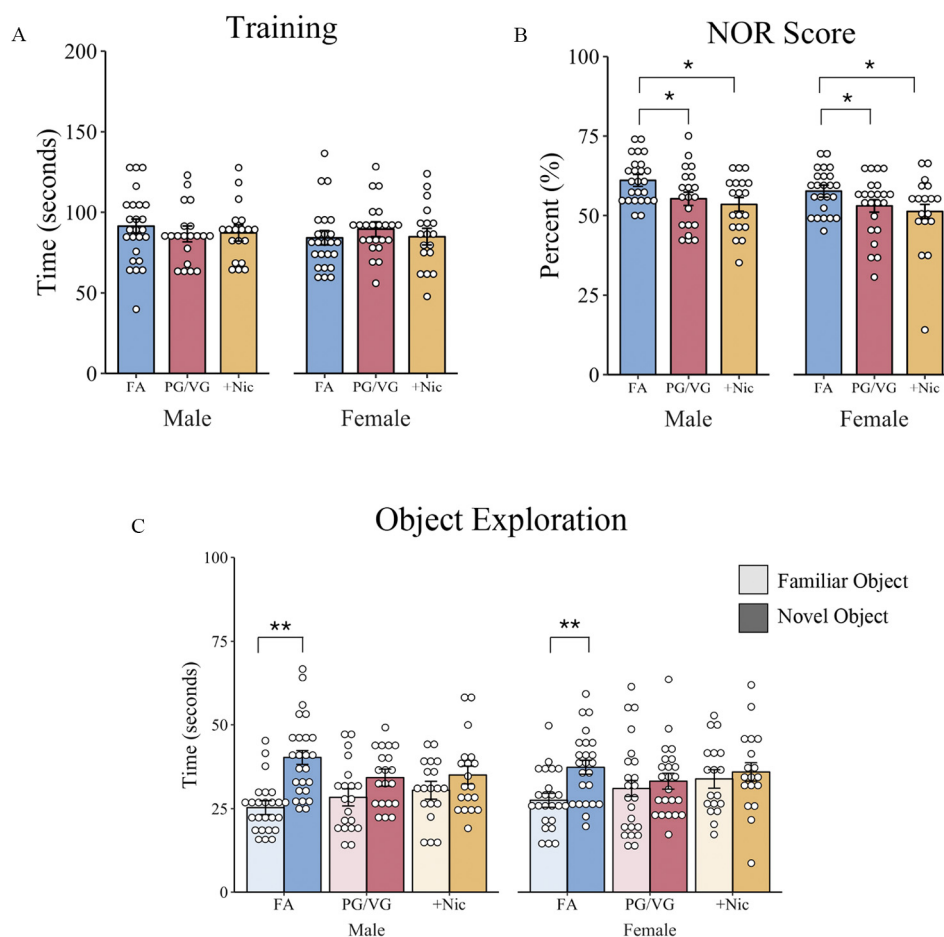 A
Training
Time (seconds)
200
150
100
50
0
FA PG/VG +Nic FA PG/VG +Nic
Male Female
B
NOR Score
Percent (%)
100
75
50
25
0
* * * *
FA PG/VG +Nic FA PG/VG +Nic
Male Female
C
Object Exploration
Time (seconds)
100
75
50
25
0
** **
Familiar Object
Novel Object
FA PG/VG +Nic FA PG/VG +Nic
Male Female